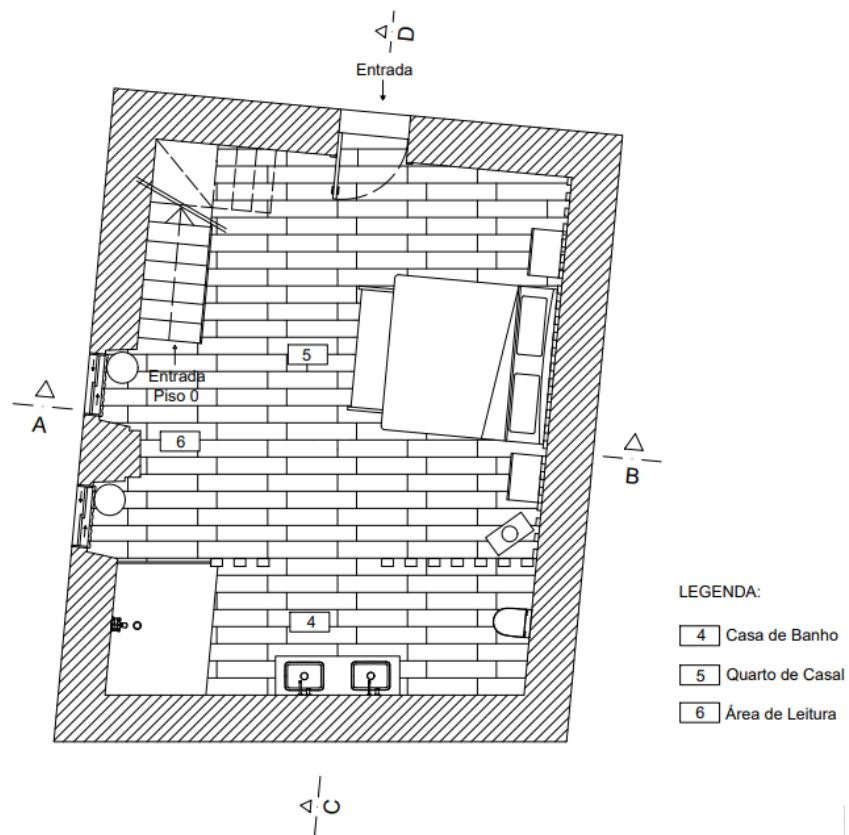 D
Entrada
5
Entrada
Piso 0
A
6
B
4
LEGENDA:
4 Casa de Banho
5 Quarto de Casal
6 Área de Leitura
C